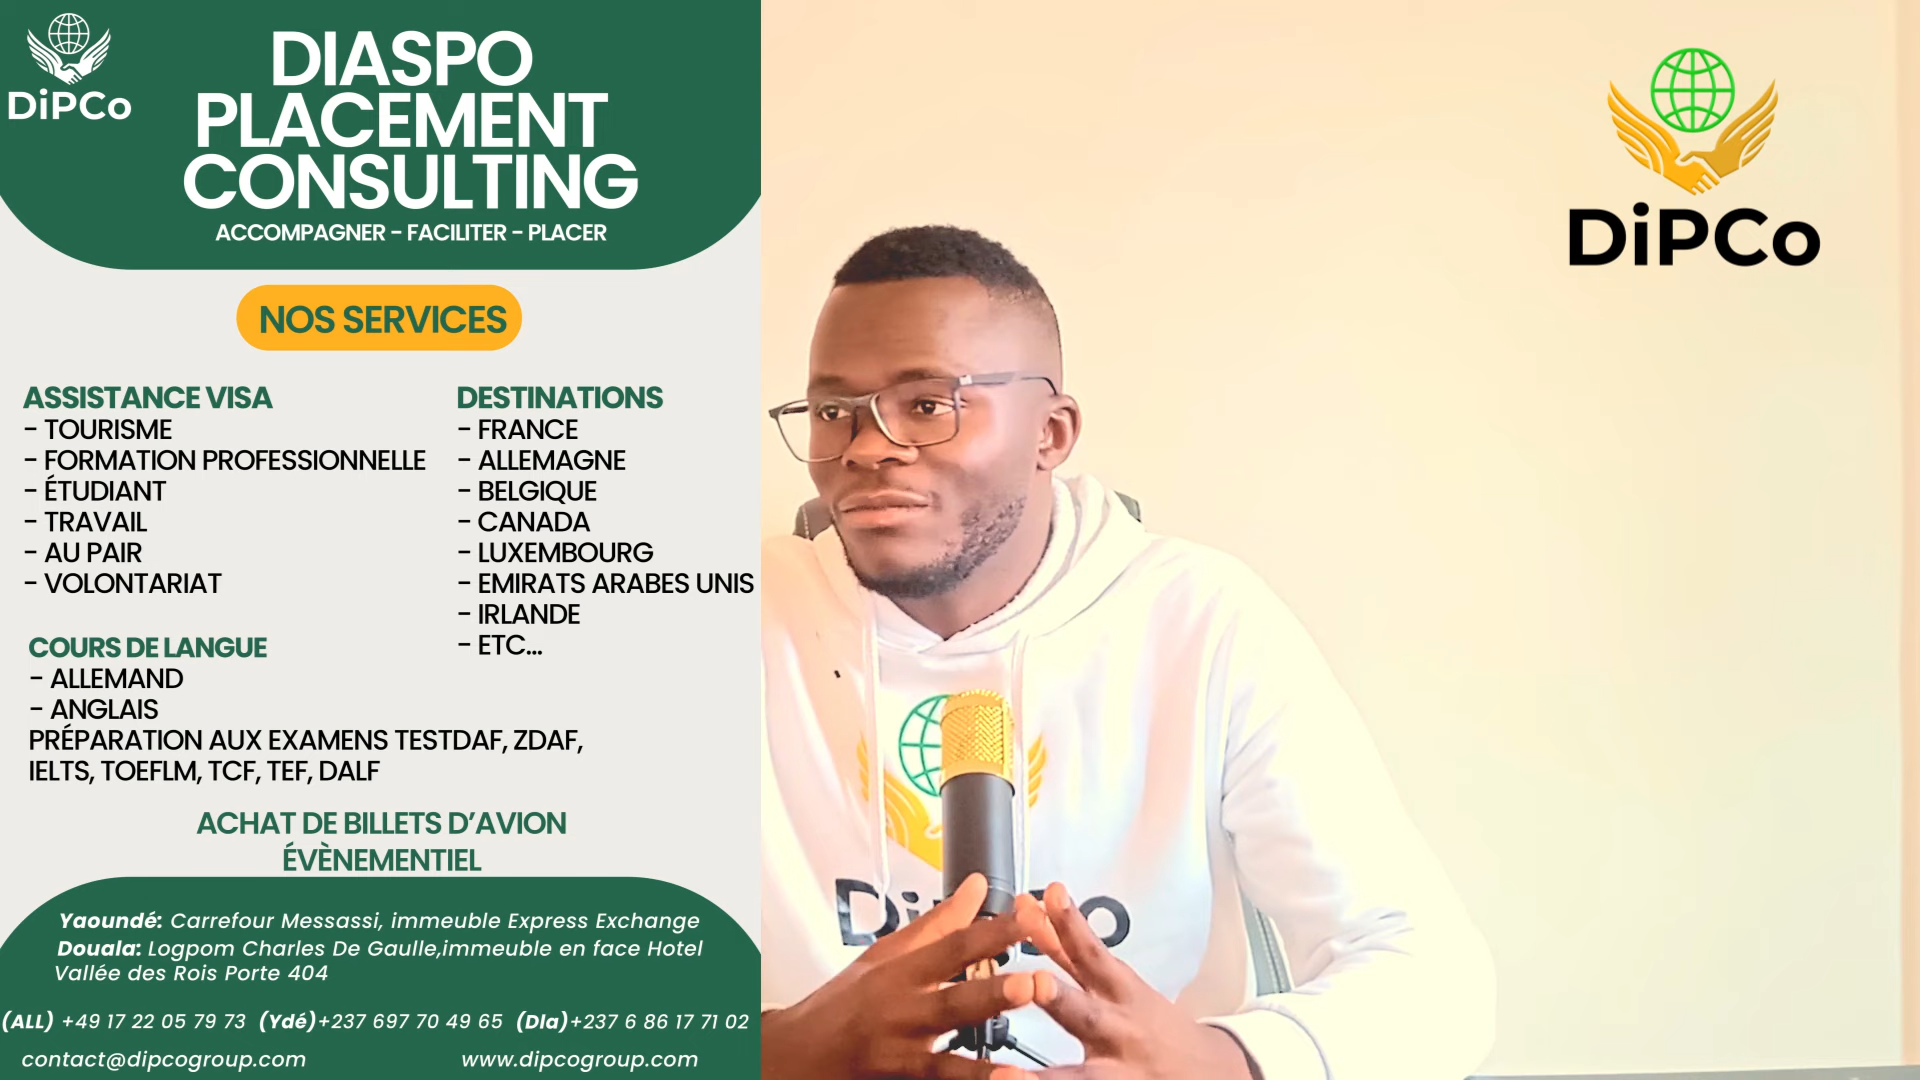 DiPCo
DIASPO
PLACEMENT
CONSULTING
ACCOMPAGNER - FACILITER - PLACER
NOS SERVICES
ASSISTANCE VISA
- TOURISME
- FORMATION PROFESSIONNELLE
- ÉTUDIANT
- TRAVAIL
- AU PAIR
- VOLONTARIAT
DESTINATIONS
- FRANCE
- ALLEMAGNE
- BELGIQUE
- CANADA
- LUXEMBOURG
- EMIRATS ARABES UNIS
- IRLANDE
- ETC...
COURS DE LANGUE
- ALLEMAND
- ANGLAIS
PRÉPARATION AUX EXAMENS TESTDAF, ZDAF,
IELTS, TOEFLM, TCF, TEF, DALF
ACHAT DE BILLETS D'AVION
ÉVÈNEMENTIEL
Yaoundé: Carrefour Messassi, immeuble Express Exchange
Douala: Logpom Charles De Gaulle,immeuble en face Hotel
Vallée des Rois Porte 404
(ALL) +49 17 22 05 79 73 (Ydé)+237 697 70 49 65 (Dla)+237 6 86 17 71 02
contact@dipcogroup.com www.dipcogroup.com
DiPCo